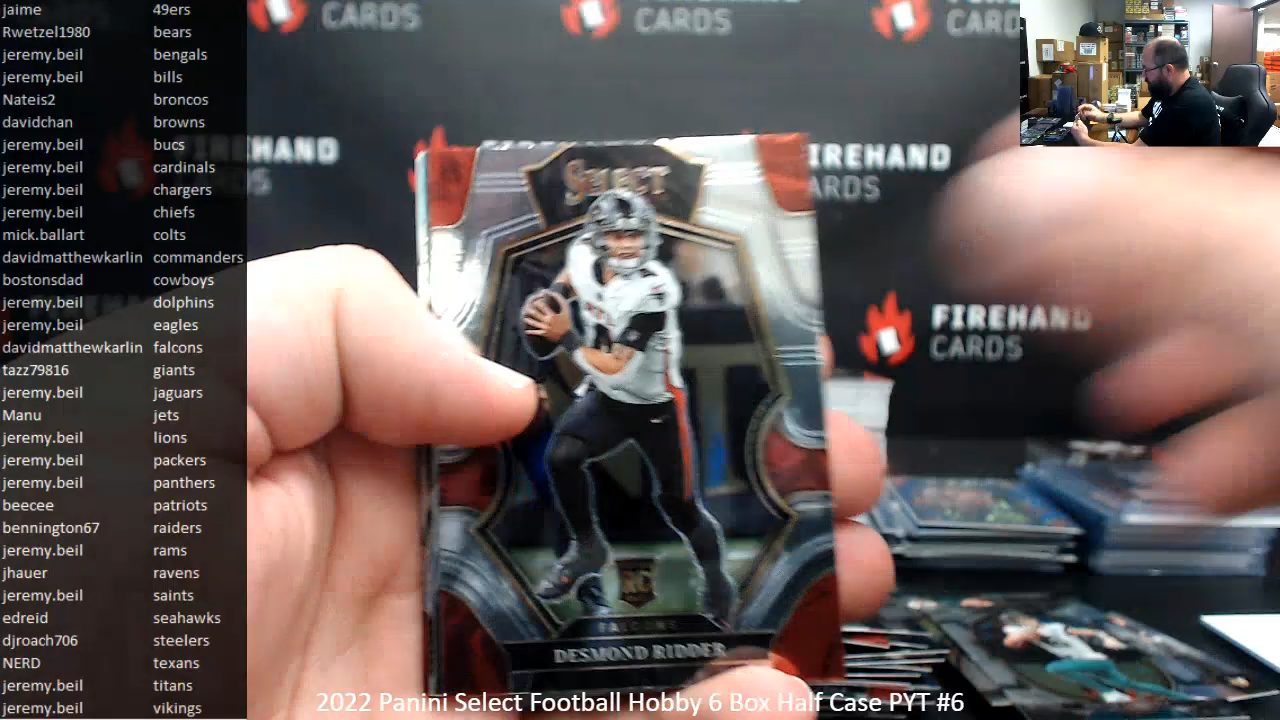 jaime 49ers
Rwetzel1980 bears
jeremy.beil bengals
jeremy.beil bills
Nateis2 broncos
davidchan browns
jeremy.beil bucs
jeremy.beil cardinals
jeremy.beil chargers
jeremy.beil chiefs
mick.ballart colts
davidmatthewkarlin commanders
bostonsdad cowboys
jeremy.beil dolphins
jeremy.beil eagles
davidmatthewkarlin falcons
tazz79816 giants
jeremy.beil jaguars
Manu jets
jeremy.beil lions
jeremy.beil packers
jeremy.beil panthers
beecee patriots
bennington67 raiders
jeremy.beil rams
jhauer ravens
jeremy.beil saints
edreid seahawks
djroach706 steelers
NERD texans
jeremy.beil titans
jeremy.beil vikings
FIREHAND
CARDS
FIREHAND
CARDS
FIREHAND
CARDS
IREHAND
CARDS
FIREHAND
CARDS
SELECT
RC
FALCONS
DESMOND RIDDER
2022 Panini Select Football Hobby 6 Box Half Case PYT #6